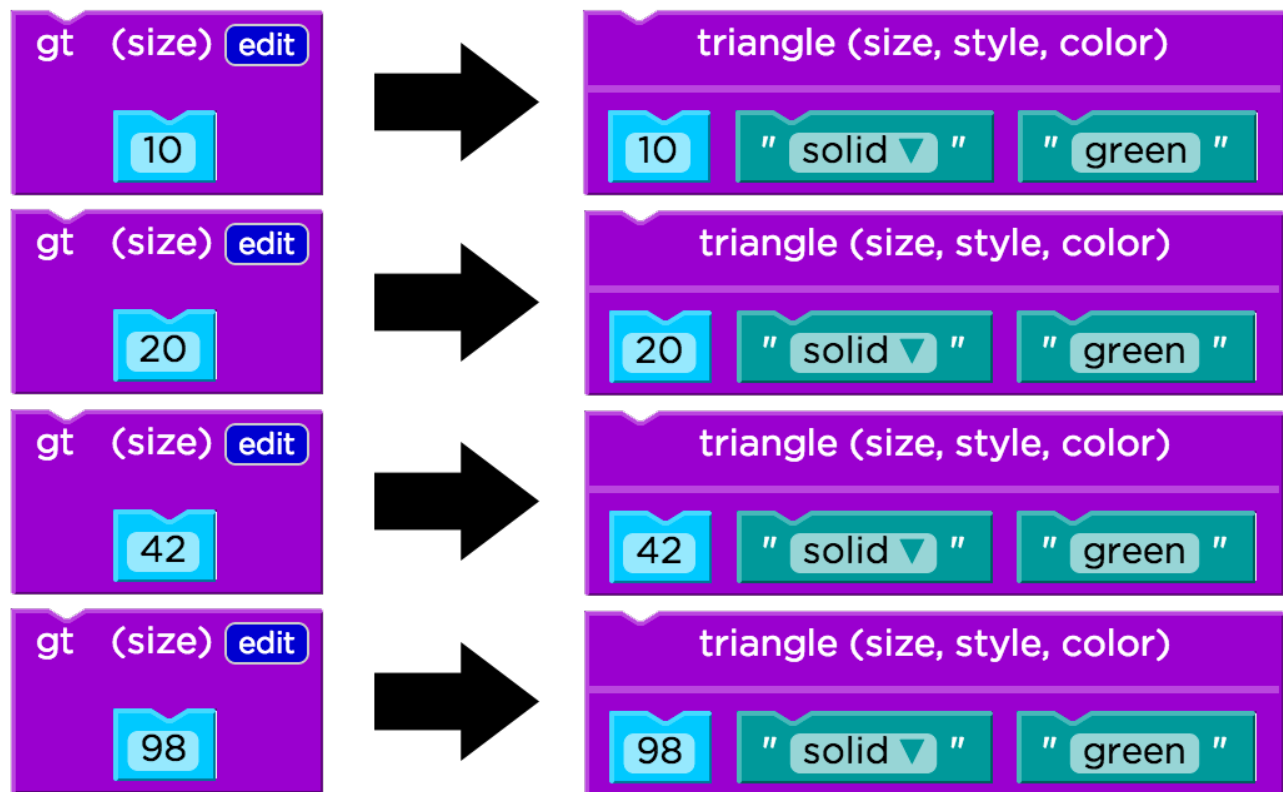 gt (size) edit triangle (size, style, color)
10 10 " solid ▼ " " green "
gt (size) edit triangle (size, style, color)
20 20 " solid ▼ " " green "
gt (size) edit triangle (size, style, color)
42 42 " solid ▼ " " green "
gt (size) edit triangle (size, style, color)
98 98 " solid ▼ " " green "